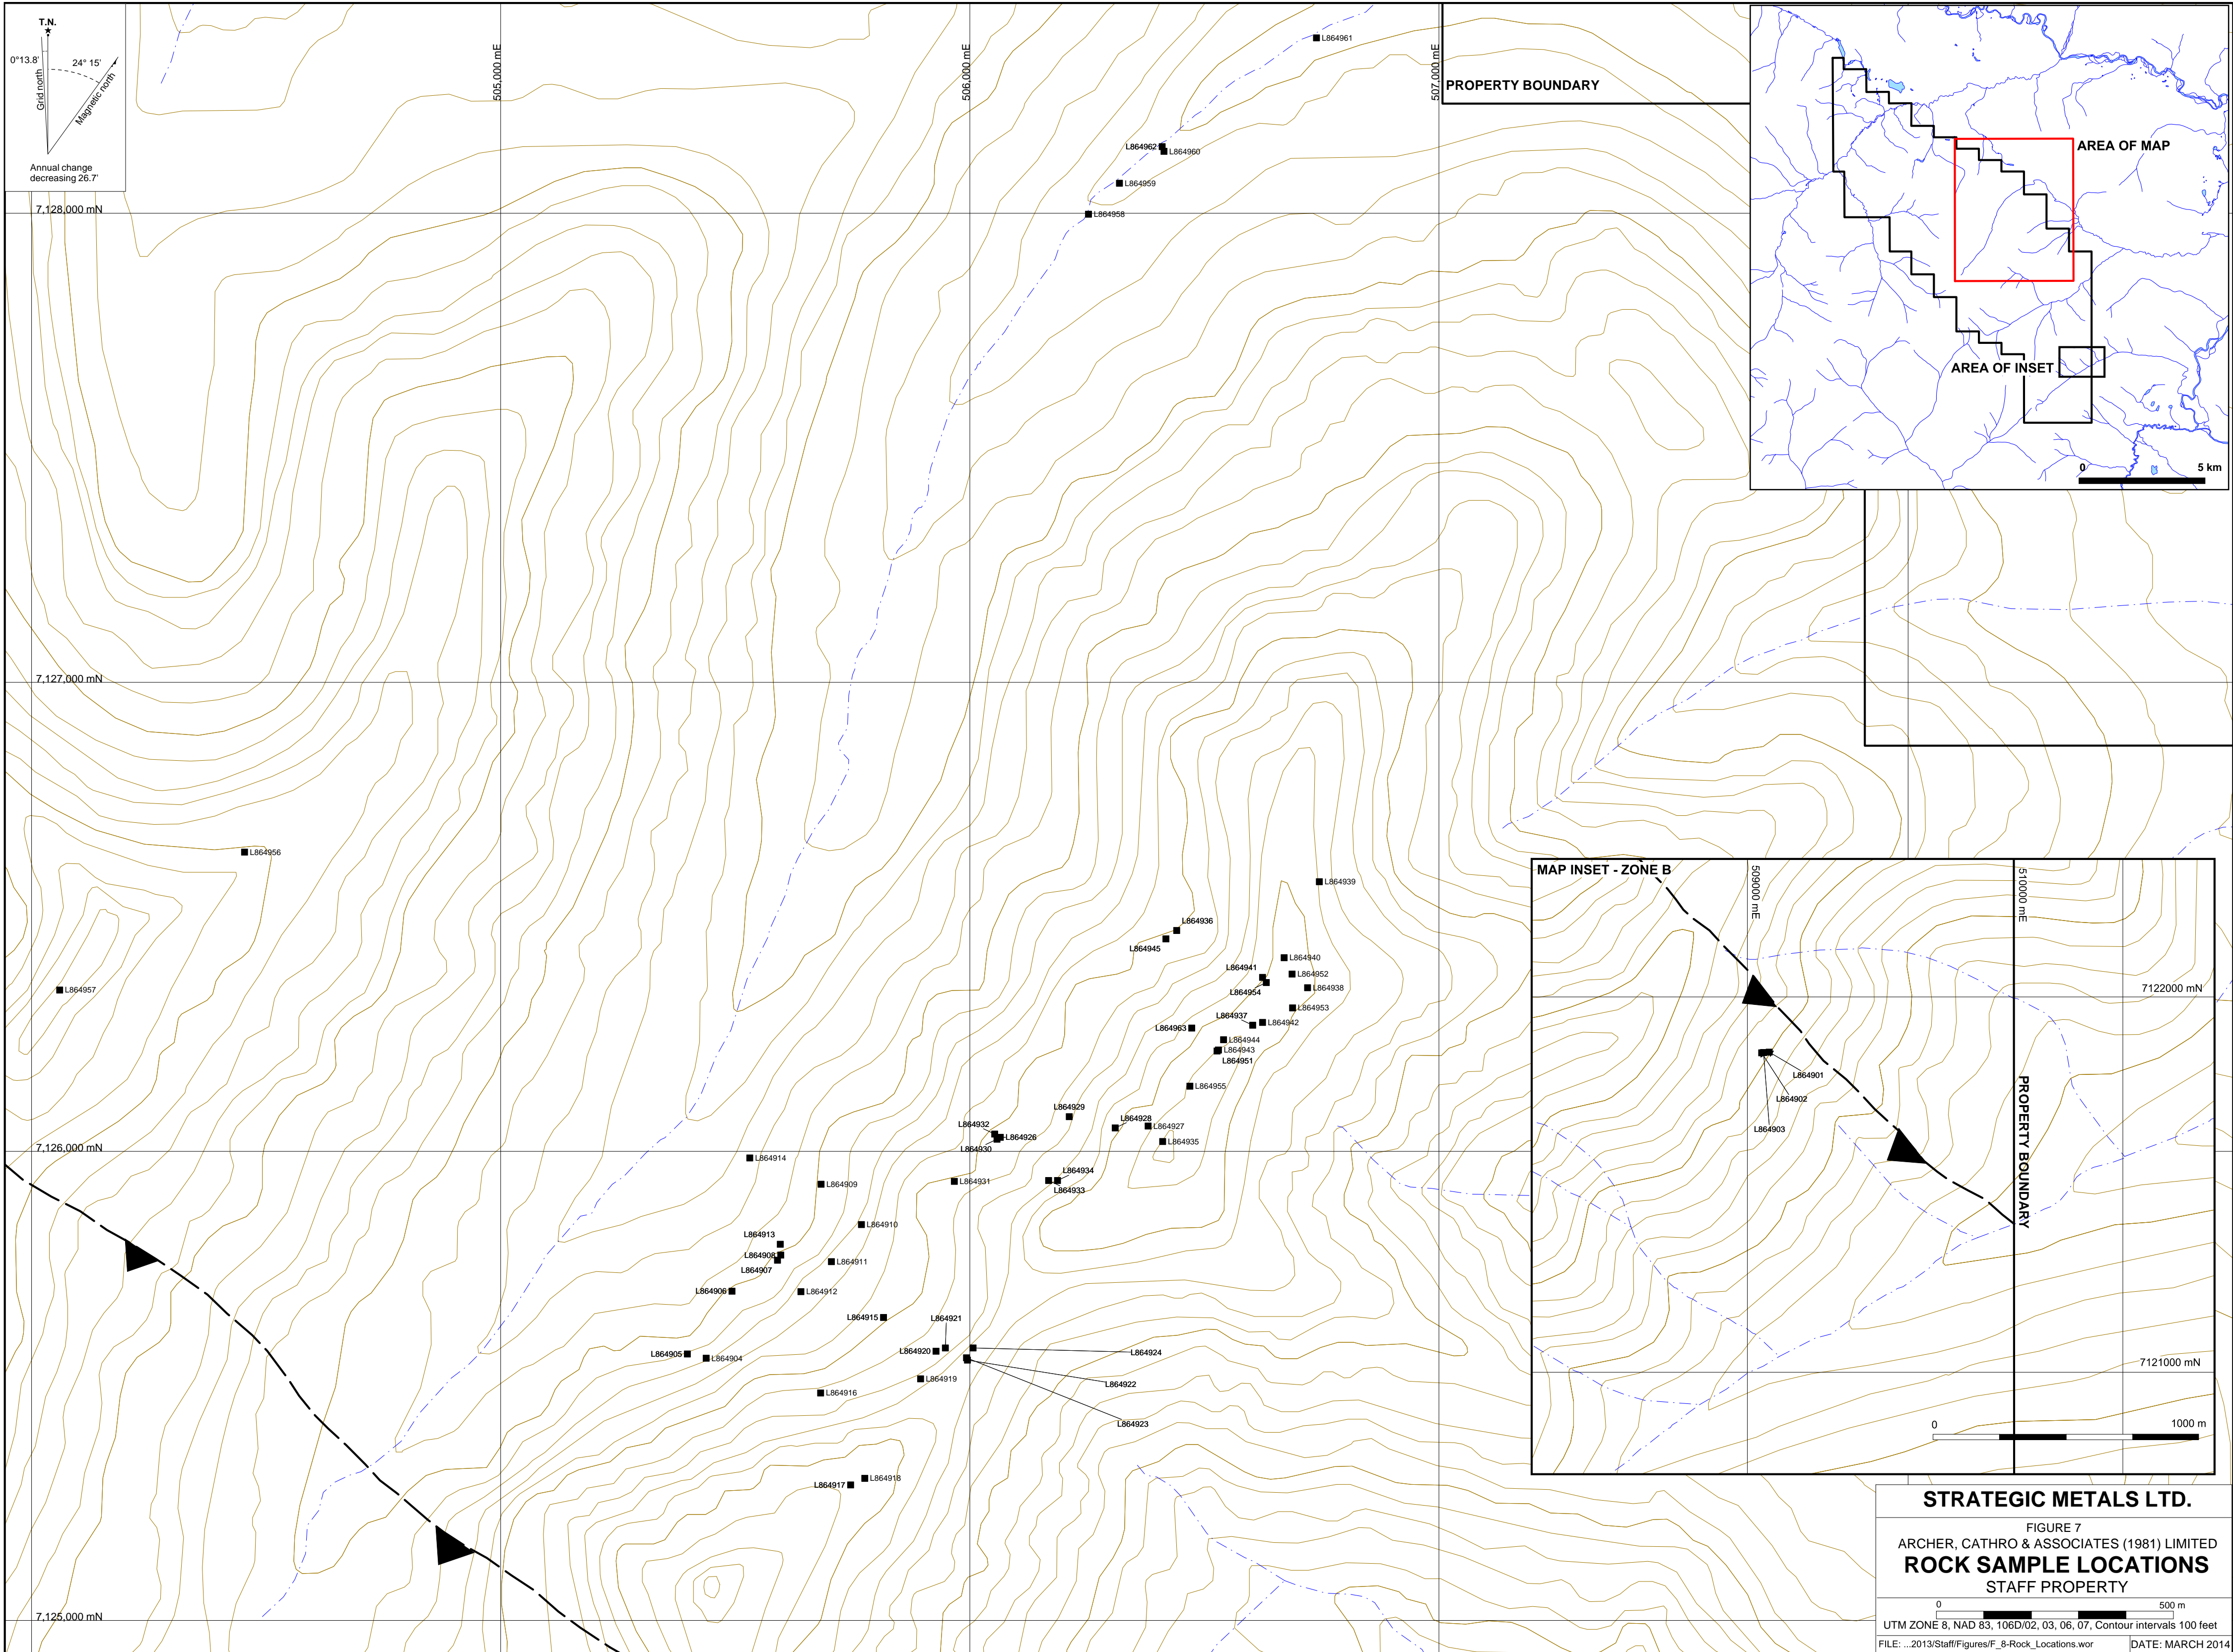 T.N.
0°13.8'
24° 15'
Grid north
Magnetic north
Annual change
decreasing 26.7'
505,000 mE
506,000 mE
507,000 mE
PROPERTY BOUNDARY
7,128,000 mN
7,127,000 mN
7,126,000 mN
7,125,000 mN
AREA OF MAP
AREA OF INSET
0
5 km
L864961
L864962
L864960
L864959
L864958
L864956
L864957
L864939
L864936
L864945
L864940
L864941
L864952
L864954
L864938
L864953
L864937
L864942
L864963
L864944
L864943
L864951
L864955
L864929
L864928
L864927
L864932
L864926
L864930
L864935
L864914
L864934
L864909
L864931
L864933
L864910
L864913
L864908
L864911
L864907
L864906
L864912
L864915
L864921
L864920
L864924
L864905
L864904
L864919
L864922
L864916
L864923
L864918
L864917
MAP INSET - ZONE B
509000 mE
510000 mE
7122000 mN
L864901
L864902
L864903
PROPERTY BOUNDARY
7121000 mN
0
1000 m
STRATEGIC METALS LTD.
FIGURE 7
ARCHER, CATHRO & ASSOCIATES (1981) LIMITED
ROCK SAMPLE LOCATIONS
STAFF PROPERTY
0
500 m
UTM ZONE 8, NAD 83, 106D/02, 03, 06, 07, Contour intervals 100 feet
FILE: ...2013/Staff/Figures/F_8-Rock_Locations.wor
DATE: MARCH 2014